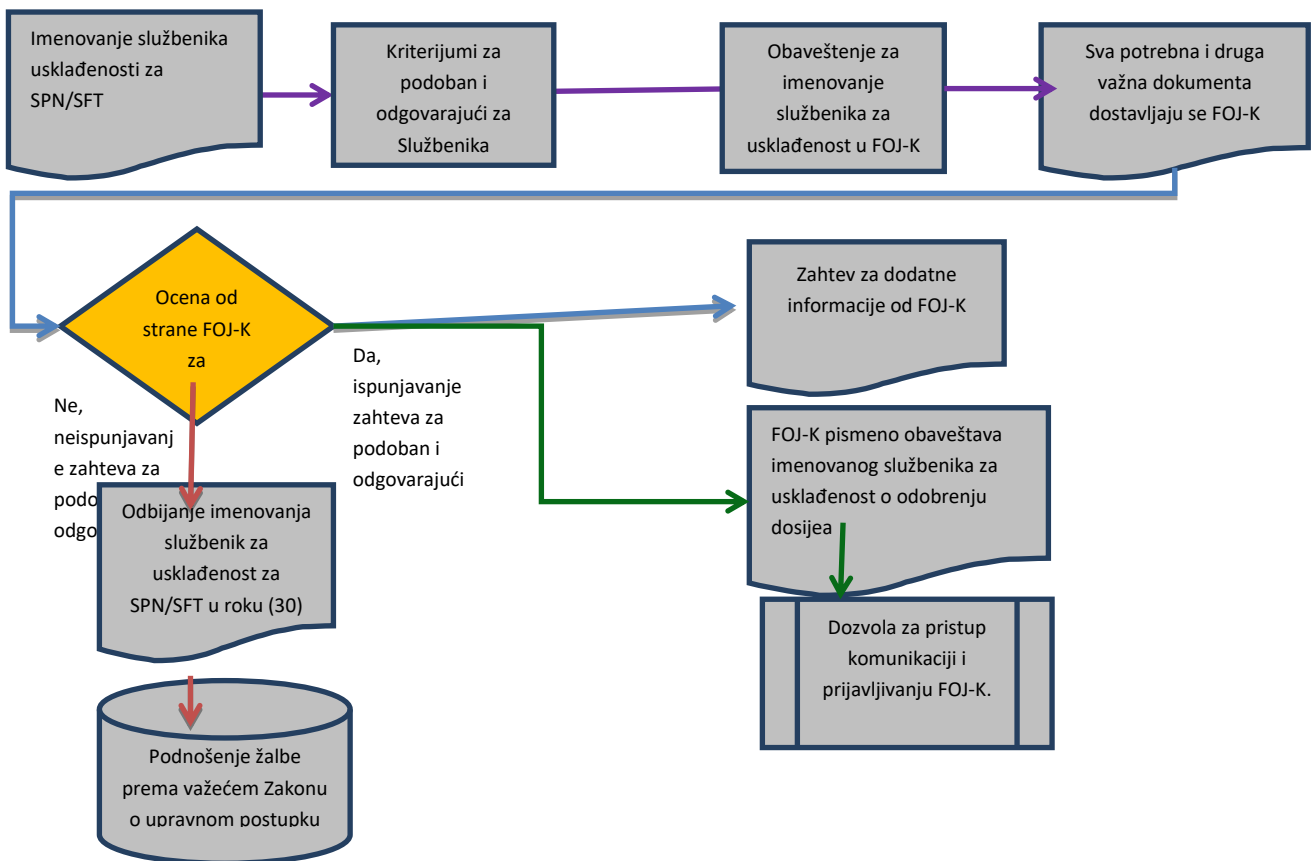 Imenovanje službenika
usklađenosti za
SPN/SFT
Kriterijumi za
podoban i
odgovarajući za
Službenika
Obaveštenje za
imenovanje
službenika za
usklađenost u FOJ-K
Sva potrebna i druga
važna dokumenta
dostavljaju se FOJ-K
Ocena od
strane FOJ-K
za
Zahtev za dodatne
informacije od FOJ-K
Ne,
neispunjavanj
e zahteva za
Da,
ispunjavanje
zahteva za
podoban i
odgovarajući
FOJ-K pismeno obaveštava
imenovanog službenika za
usklađenost o odobrenju
dosijea
Odbijanje imenovanja
službenik za
usklađenost za
SPN/SFT u roku (30)
Dozvola za pristup
komunikaciji i
prijavljivanju FOJ-K.
Podnošenje žalbe
prema važećem Zakonu
o upravnom postupku